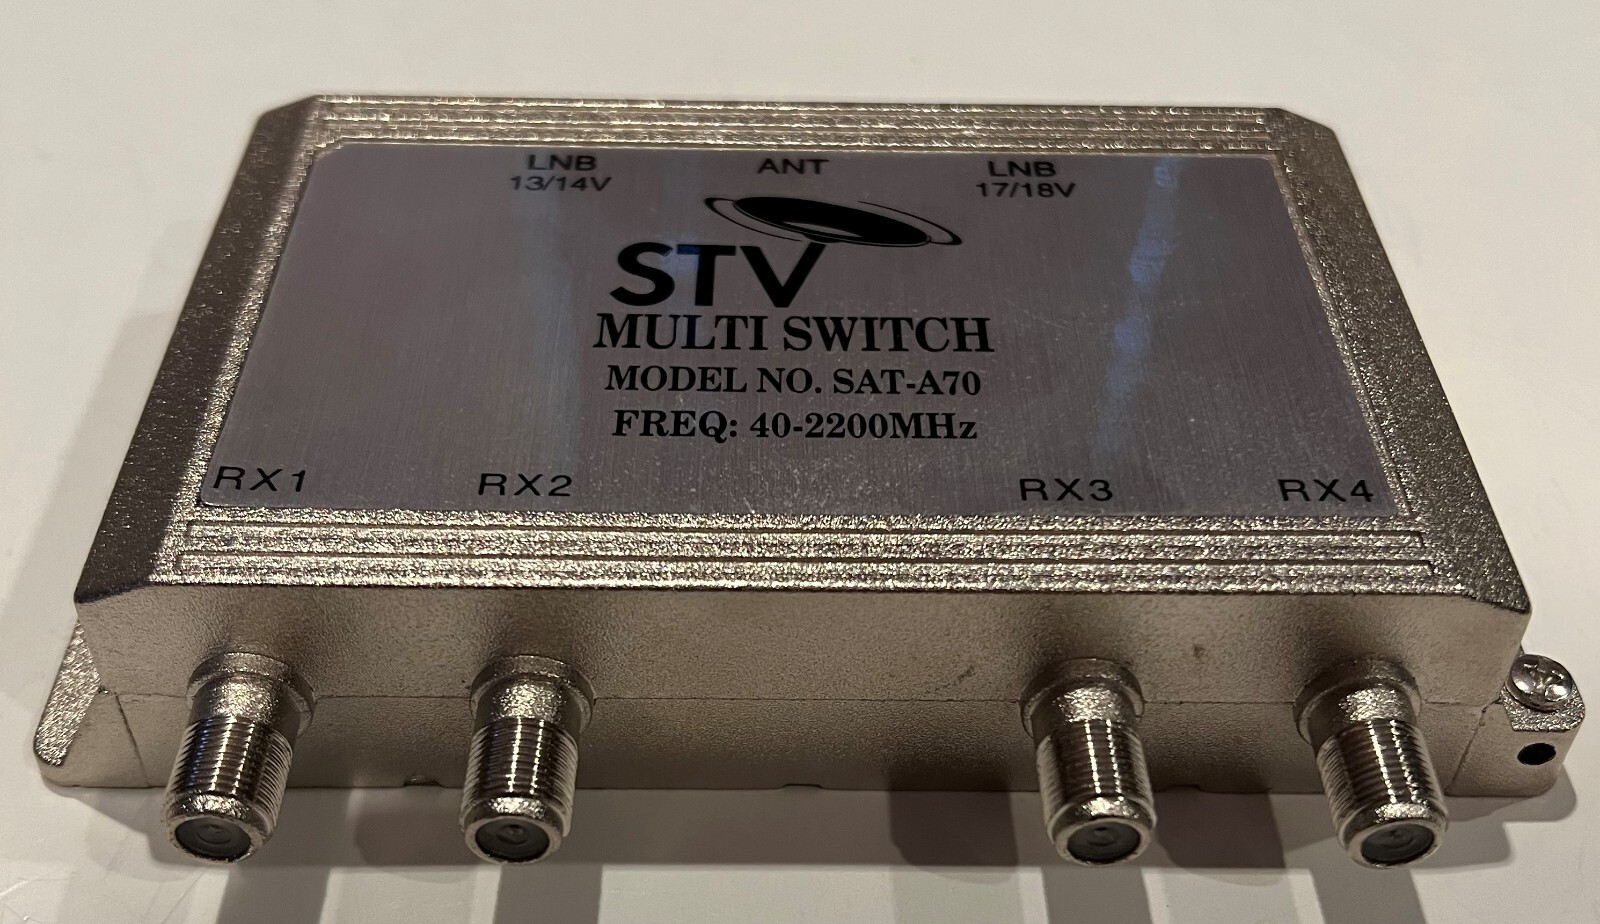 LNB ANT LNB
13/14V 17/18V
STV
MULTI SWITCH
MODEL NO. SAT-A70
FREQ: 40-2200MHz
RX1 RX2 RX3 RX4